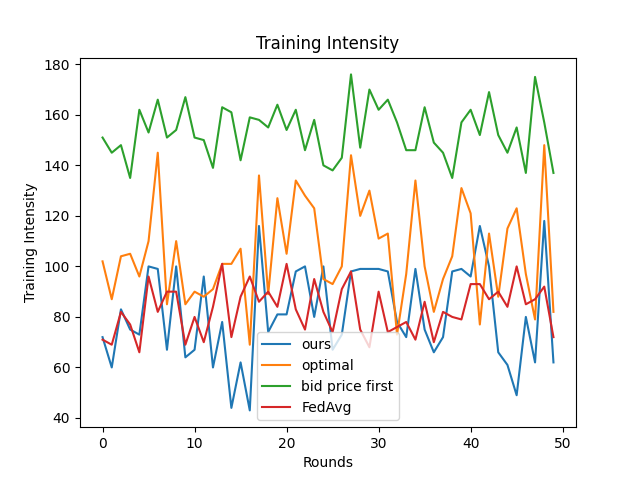 Training Intensity
Training Intensity
180
160
140
120
100
80
60
40
ours
optimal
bid price first
FedAvg
0 10 20 30 40 50
Rounds